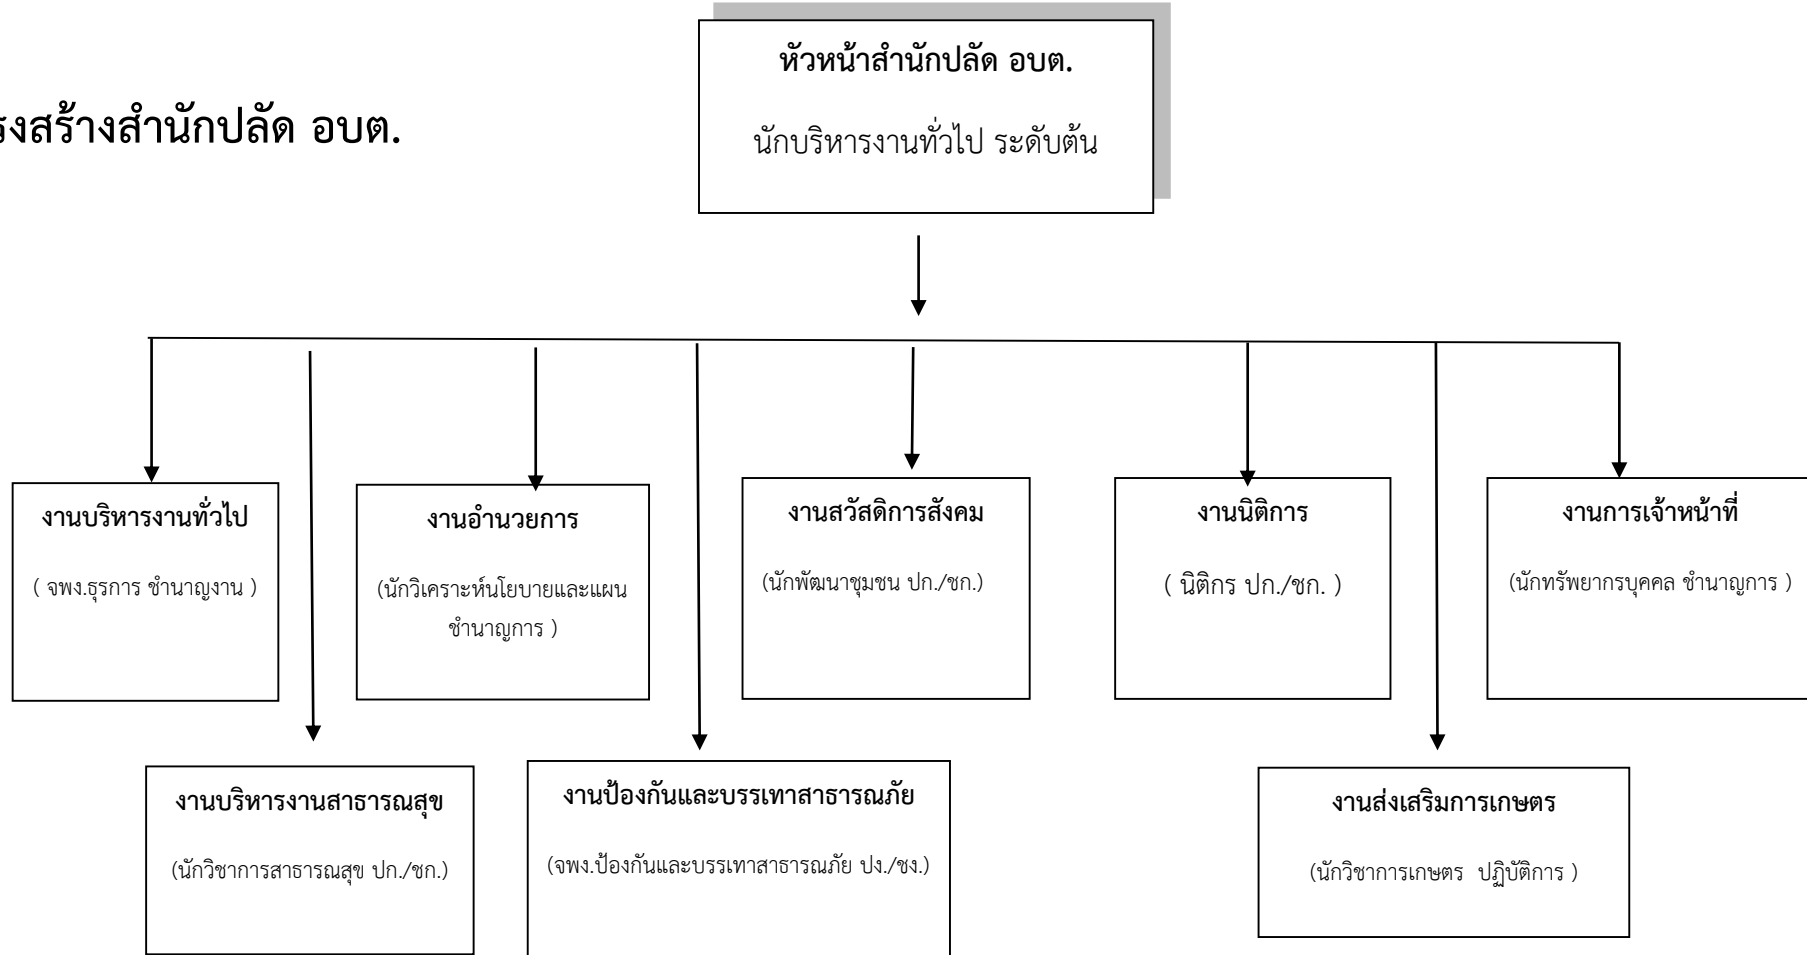 หัวหน้าสำนักปลัด อบต.
นักบริหารงานทั่วไป ระดับต้น
รงสร้างสำนักปลัด อบต.
งานบริหารงานทั่วไป
( จพง.ธุรการ ชำนาญงาน )
งานอำนวยการ
(นักวิเคราะห์นโยบายและแผน
ชำนาญการ )
งานสวัสดิการสังคม
(นักพัฒนาชุมชน ปก./ชก.)
งานนิติการ
( นิติกร ปก./ชก. )
งานการเจ้าหน้าที่
(นักทรัพยากรบุคคล ชำนาญการ )
งานบริหารงานสาธารณสุข
(นักวิชาการสาธารณสุข ปก./ชก.)
งานป้องกันและบรรเทาสาธารณภัย
(จพง.ป้องกันและบรรเทาสาธารณภัย ปง./ชง.)
งานส่งเสริมการเกษตร
(นักวิชาการเกษตร ปฏิบัติการ )